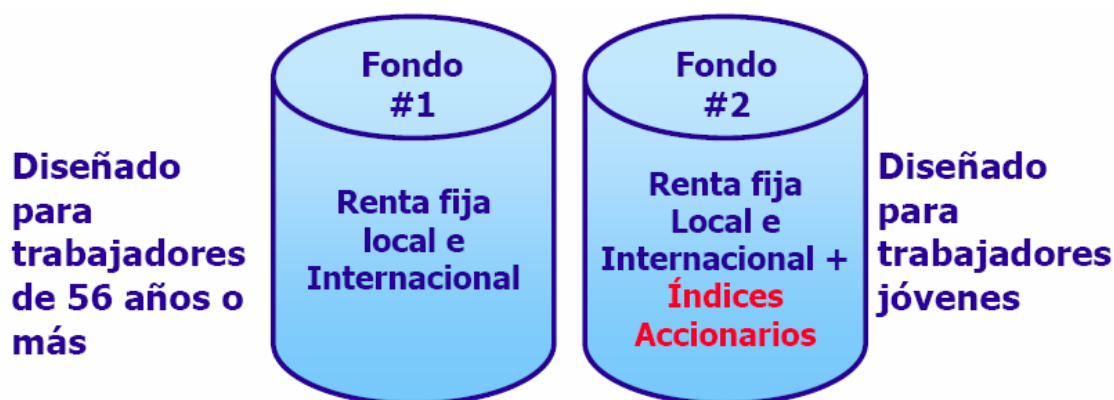 Fondo
#1
Fondo
#2
Diseñado
para
trabajadores
de 56 años o
más
Renta fija
local e
Internacional
Renta fija
Local e
Internacional +
Índices
Accionarios
Diseñado
para
trabajadores
jóvenes